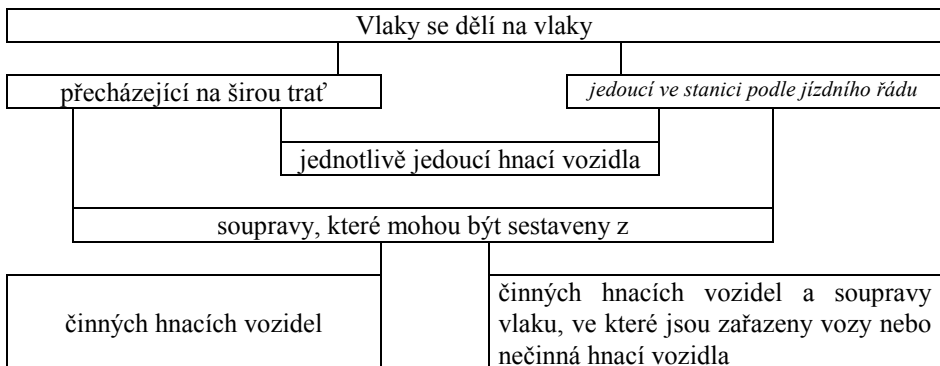 Vlaky se dělí na vlaky
přecházející na širou trať
jedoucí ve stanici podle jízdního řádu
jednotlivě jedoucí hnací vozidla
soupravy, které mohou být sestaveny z
činných hnacích vozidel
činných hnacích vozidel a soupravy
vlaku, ve které jsou zařazeny vozy nebo
nečinná hnací vozidla